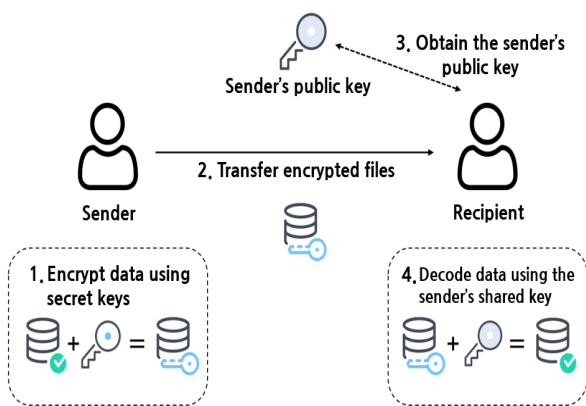 3. Obtain the sender's
public key
Sender's public key
2. Transfer encrypted files
Sender
Recipient
1. Encrypt data using
secret keys
+ =
4. Decode data using the
sender's shared key
+ =